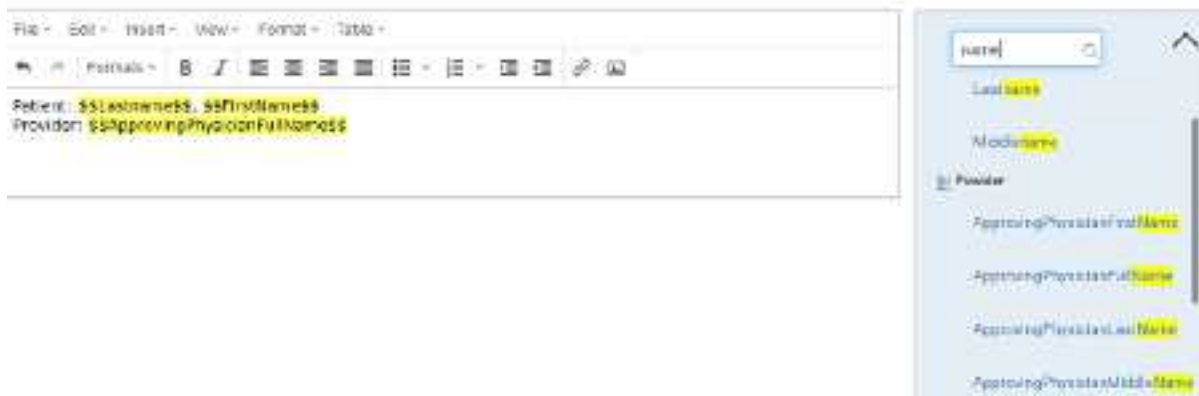 File Edit Insert View Format Table
Formats B I
Patient: $$Lastname$$, $$FirstName$$
Provider: $$ApprovingPhysicianFullName$$
name
Lastname
Middlename
Provider
ApprovingPhysicianFirstName
ApprovingPhysicianFullName
ApprovingPhysicianLastName
ApprovingPhysicianMiddleName